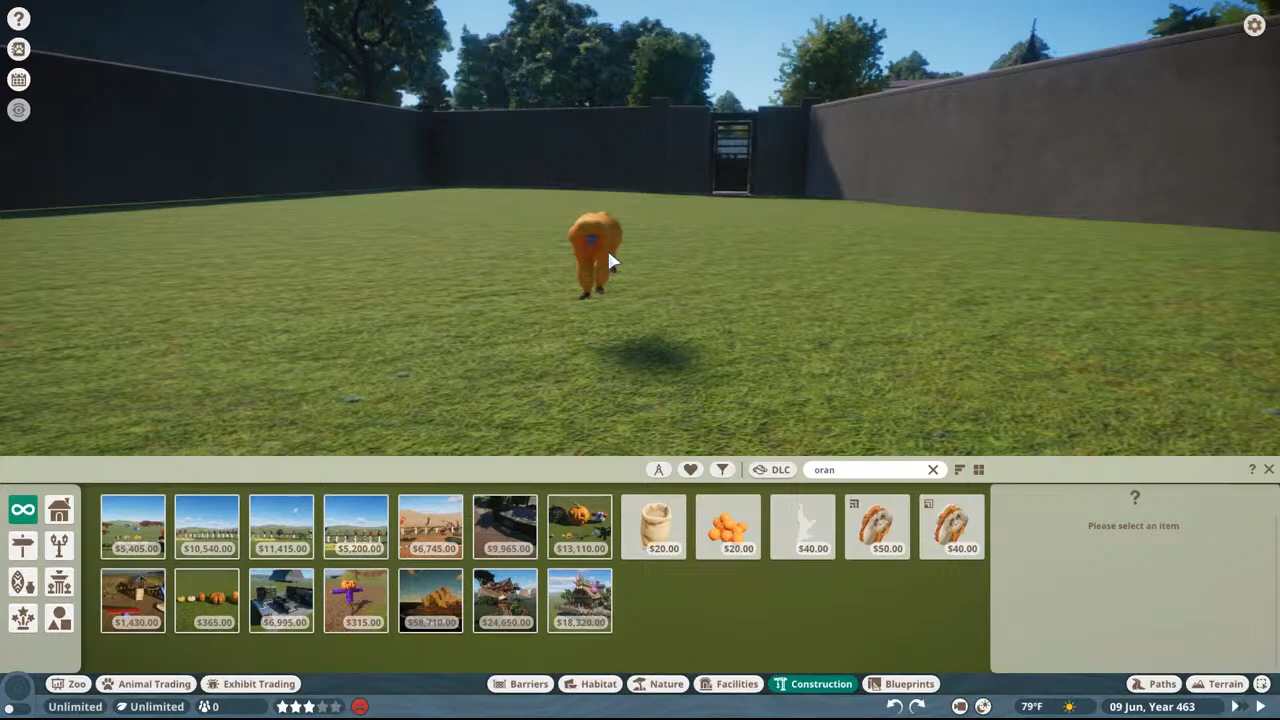 ?
DLC
oran
?
$5,405.00
$10,540.00
$11,415.00
$5,200.00
$6,745.00
$9,965.00
$13,110.00
$20.00
$20.00
$40.00
$50.00
$40.00
?
Please select an item
$1,430.00
$365.00
$6,995.00
$315.00
$58,710.00
$24,650.00
$18,320.00
Zoo
Animal Trading
Exhibit Trading
Barriers
Habitat
Nature
Facilities
Construction
Blueprints
Paths
Terrain
Unlimited
Unlimited
0
79°F
09 Jun, Year 463